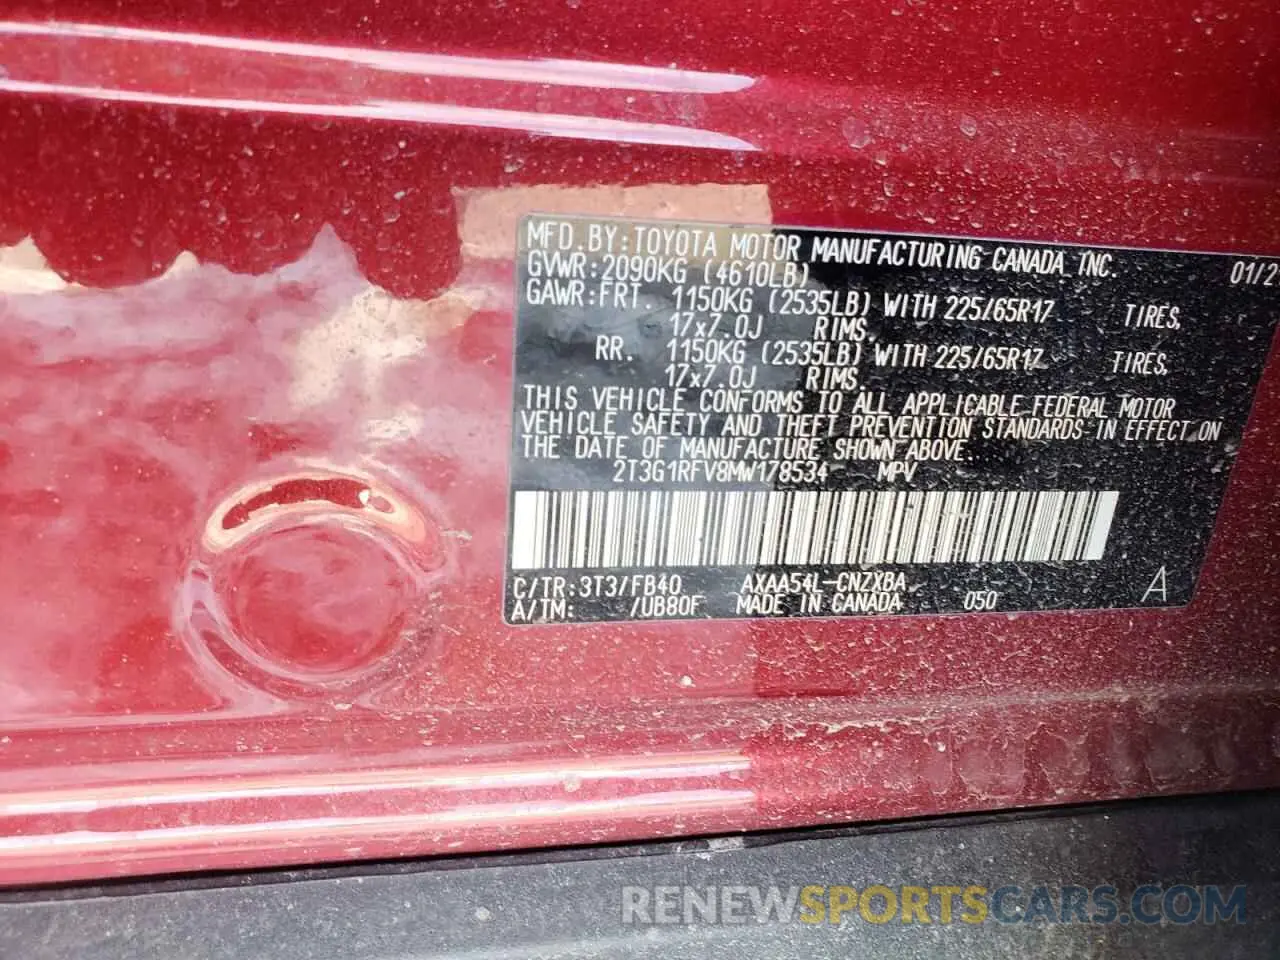 MFD.BY:TOYOTA MOTOR MANUFACTURING CANADA INC. 01/2
GVWR:2090KG (4610LB)
GAWR:FRT. 1150KG (2535LB) WITH 225/65R17 TIRES,
17x7.0J RIMS.
RR. 1150KG (2535LB) WITH 225/65R17 TIRES,
17x7.0J RIMS.
THIS VEHICLE CONFORMS TO ALL APPLICABLE FEDERAL MOTOR
VEHICLE SAFETY AND THEFT PREVENTION STANDARDS IN EFFECT ON
THE DATE OF MANUFACTURE SHOWN ABOVE.
2T3G1RFV8MW178534 MPV
C/TR:3T3/FB40 AXAA54L-CNZXBA
A/TM: /UB80F MADE IN CANADA 050 A
RENEWSPORTSCARS.COM